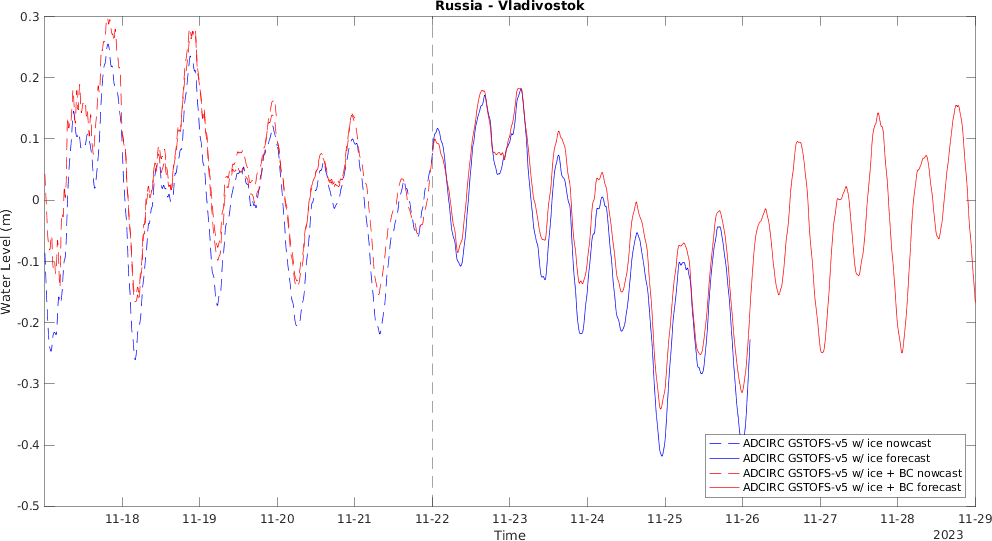 Russia - Vladivostok
Water Level (m)
0.3
0.2
0.1
0
-0.1
-0.2
-0.3
-0.4
-0.5
ADCIRC GSTOFS-v5 w/ ice nowcast
ADCIRC GSTOFS-v5 w/ ice forecast
ADCIRC GSTOFS-v5 w/ ice + BC nowcast
ADCIRC GSTOFS-v5 w/ ice + BC forecast
11-18 11-19 11-20 11-21 11-22 11-23 11-24 11-25 11-26 11-27 11-28 11-29
Time
2023